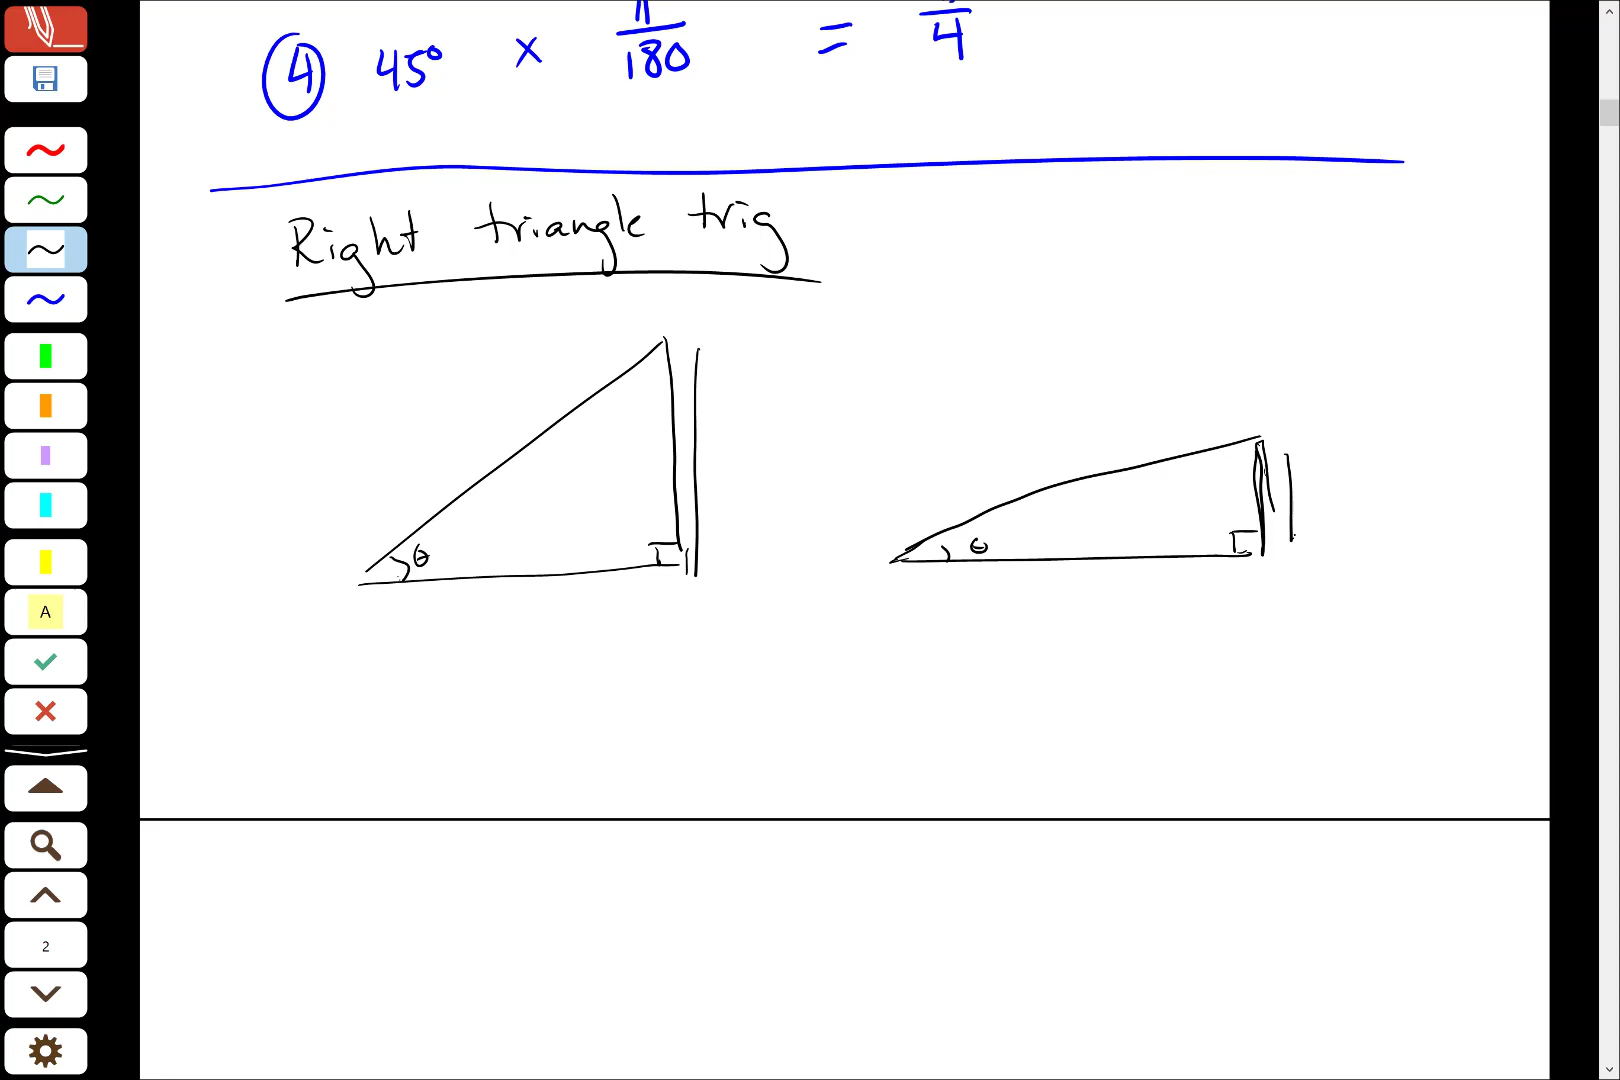 ④ 45° × π/180 = π/4
Right triangle trig
θ
θ
A
2